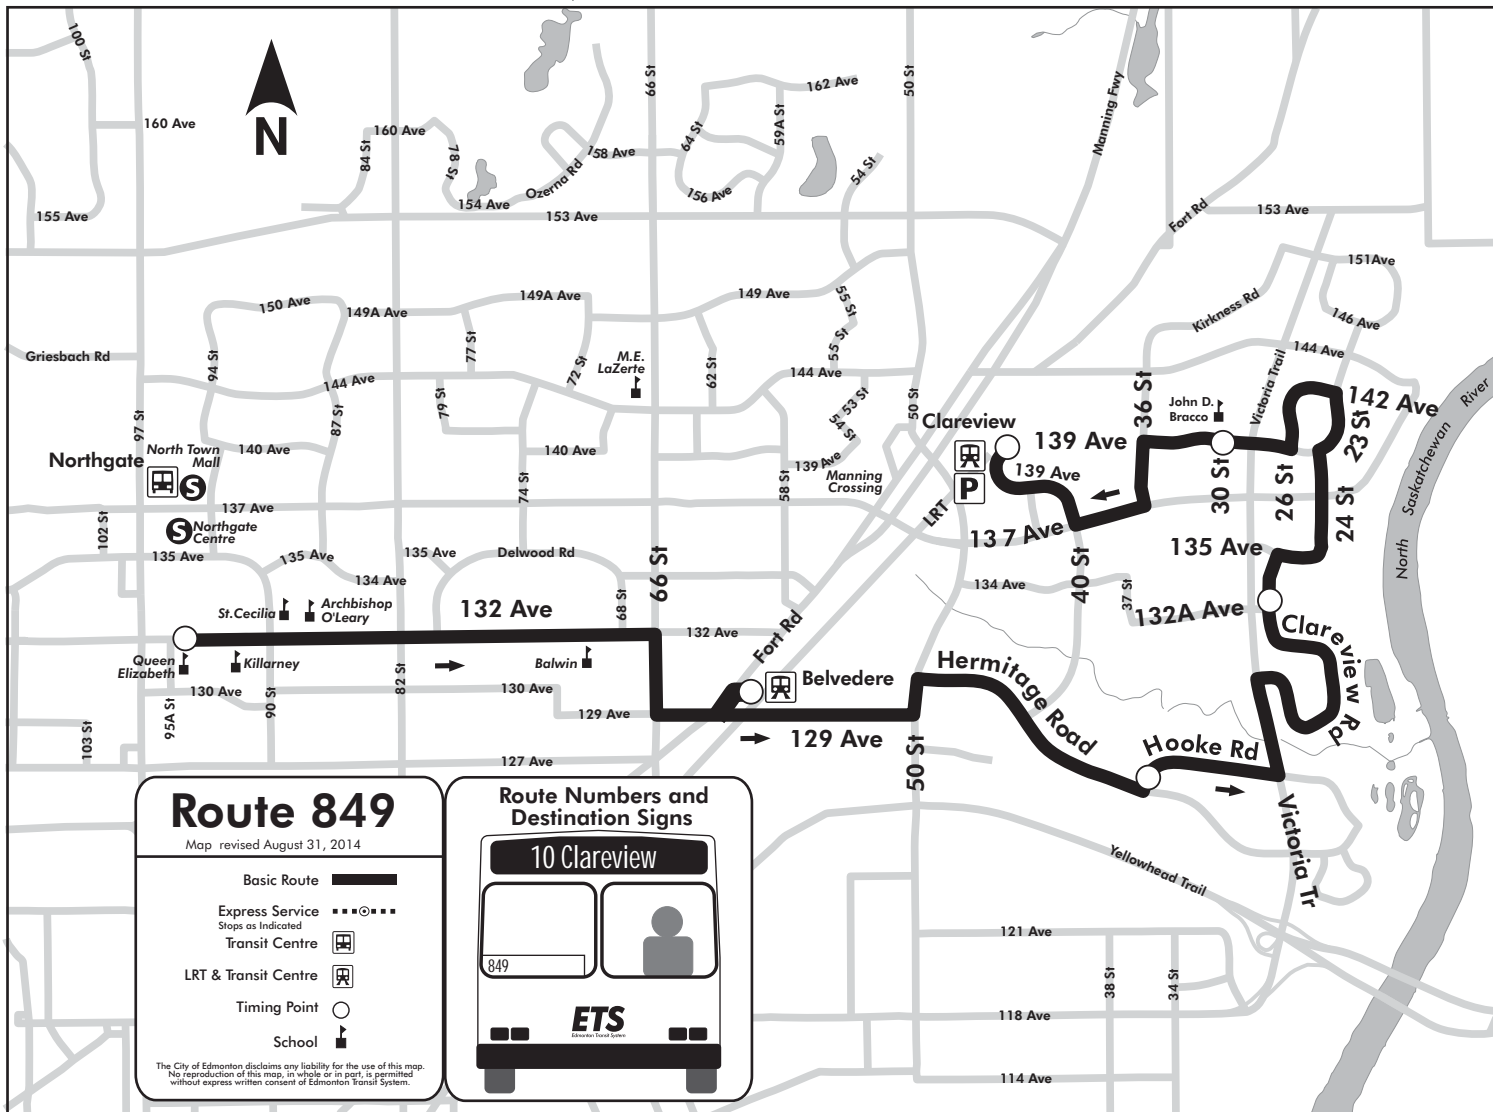 100 St
66 St
50 St
162 Ave
Manning Fwy
160 Ave
160 Ave
84 St
78 St
64 St
59A St
158 Ave
54 St
Ozerna Rd
156 Ave
154 Ave
N
155 Ave
153 Ave
Fort Rd
153 Ave
151Ave
150 Ave
149A Ave
149A Ave
149 Ave
55 St
Kirkness Rd
146 Ave
Griesbach Rd
94 St
77 St
72 St
M.E.
LaZerte
62 St
55 St
144 Ave
144 Ave
144 Ave
Victoria Trail
97 St
87 St
79 St
53 St
54 St
50 St
Clareview
36 St
John D.
Bracco
142 Ave
23 St
North Saskatchewan River
Northgate
North Town
Mall
140 Ave
140 Ave
139 Ave
Manning
Crossing
139 Ave
139 Ave
S
P
74 St
58 St
LRT
30 St
26 St
24 St
137 Ave
137 Ave
102 St
S
Northgate
Centre
135 Ave
135 Ave
135 Ave
Delwood Rd
135 Ave
134 Ave
66 St
134 Ave
40 St
37 St
St.Cecilia
Archbishop
O'Leary
132 Ave
68 St
132 Ave
132A Ave
Fort Rd
Clareview Rd
Queen
Elizabeth
Killarney
82 St
Balwin
Belvedere
Hermitage Road
130 Ave
130 Ave
95A St
90 St
129 Ave
129 Ave
103 St
127 Ave
50 St
Hooke Rd
Victoria Tr
Yellowhead Trail
121 Ave
38 St
34 St
118 Ave
114 Ave
Route 849
Map revised August 31, 2014
Basic Route
Express Service
Stops as Indicated
Transit Centre
LRT & Transit Centre
Timing Point
School
The City of Edmonton disclaims any liability for the use of this map.
No reproduction of this map, in whole or in part, is permitted
without express written consent of Edmonton Transit System.
Route Numbers and
Destination Signs
10 Clareview
849
ETS
Edmonton Transit System